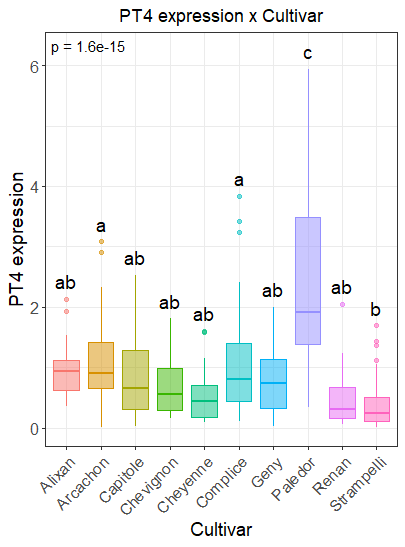 PT4 expression x Cultivar
p = 1.6e-15
PT4 expression
6
4
2
0
ab
a
ab
ab
ab
a
ab
c
ab
b
Alixan
Arcachon
Capitole
Chevignon
Cheyenne
Complice
Geny
Paledor
Renan
Strampelli
Cultivar